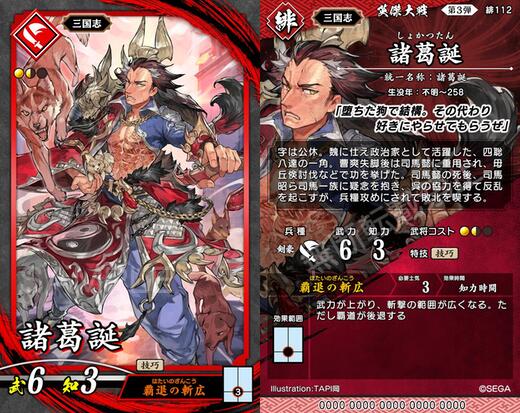 三国志
諸葛誕
武6 知3
技巧
はたいのざんこう
覇退の斬広
3
緋
三国志
英傑大戦
第3弾
緋112
しょかつたん
諸葛誕
統一名称:諸葛誕
生没年:不明~258
「堕ちた狗で結構。その代わり
好きにやらせてもらうぜ」
字は公休。魏に仕え政治家として活躍した、四聡
八達の一角。曹爽失脚後は司馬懿に重用され、毌
丘倹討伐などで功を挙げた。司馬懿の死後、司馬
昭ら司馬一族に疑念を抱き、呉の協力を得て反乱
を起こすが、兵糧攻めにされて敗北を喫する。
兵種 武力 知力 武将コスト
剣豪 6 3 特技 技巧
はたいのざんこう 必要士気 効果時間
覇退の斬広 3 知力時間
効果範囲
武力が上がり、斬撃の範囲が広くなる。た
だし覇道が後退する
Illustration:TAPI岡
©SEGA
0000-0000-0000-0000-0000